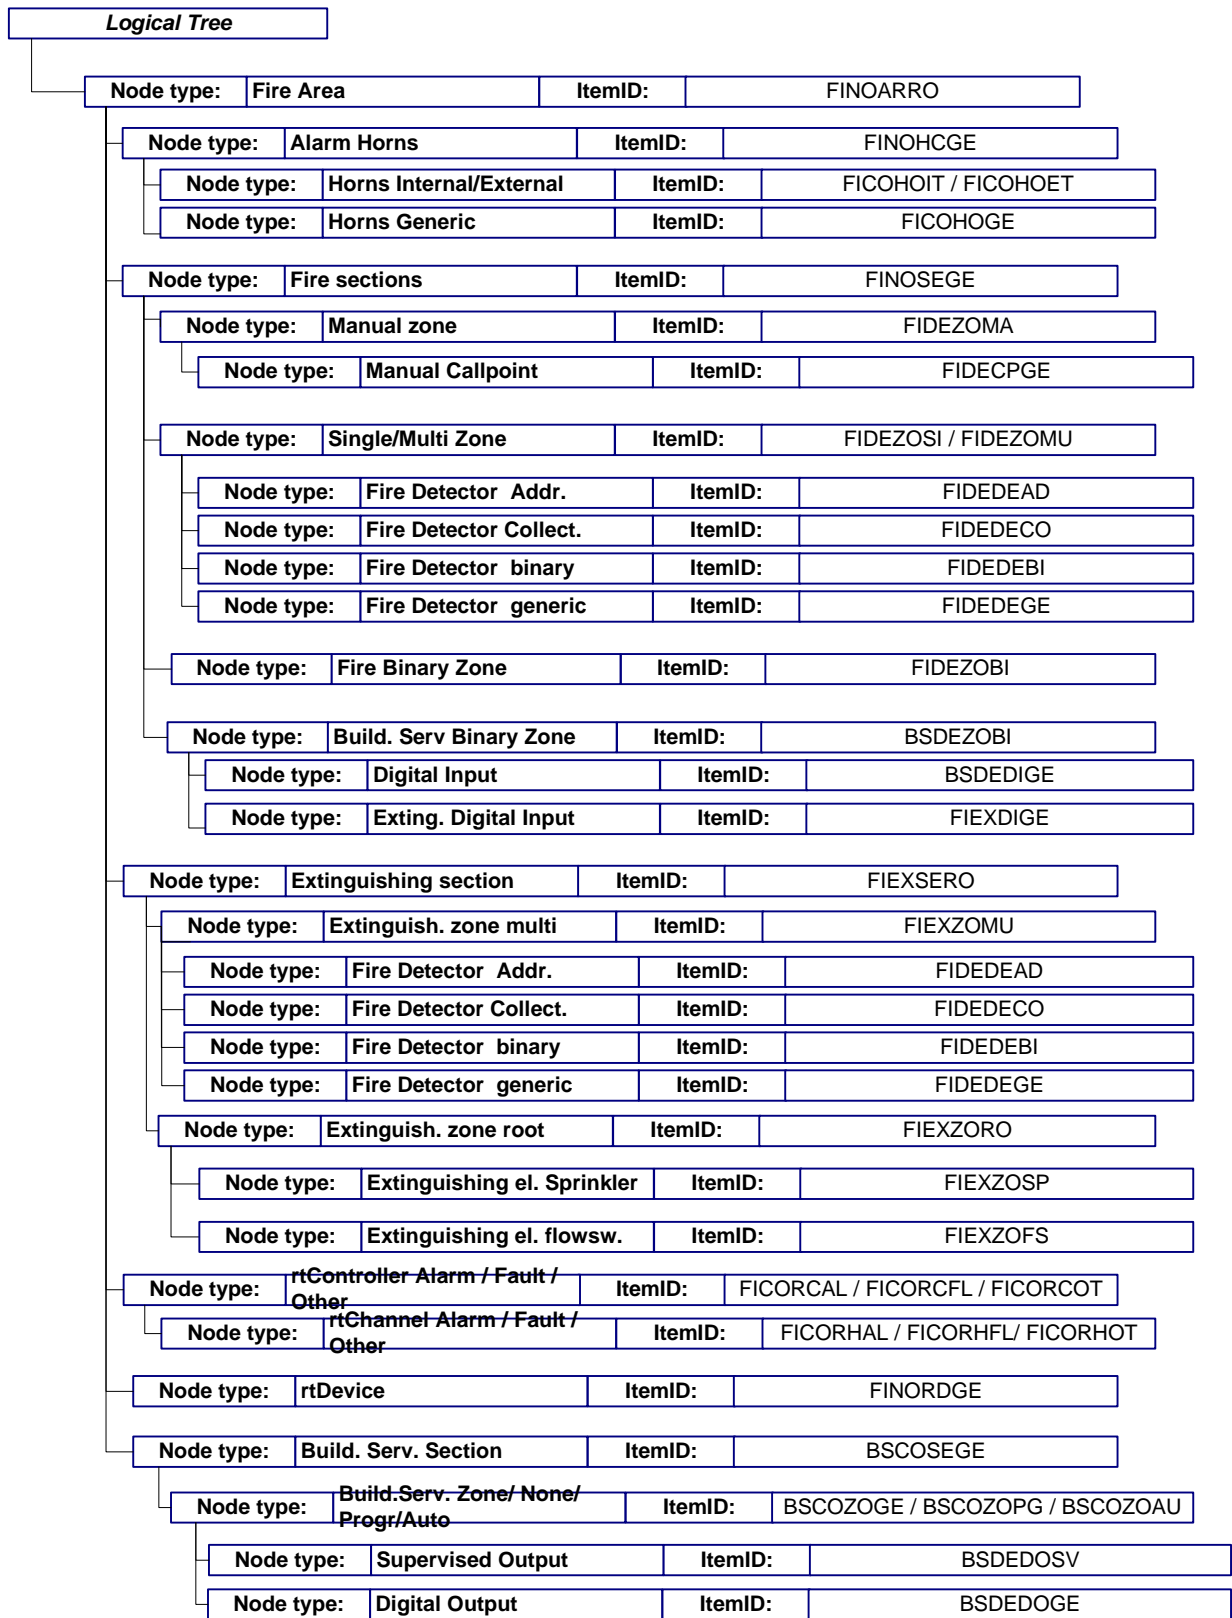 Logical Tree
Node type: Fire Area ItemID: FINOARRO
Node type: Alarm Horns ItemID: FINOHCGE
Node type: Horns Internal/External ItemID: FICOHOIT / FICOHOET
Node type: Horns Generic ItemID: FICOHOGE
Node type: Fire sections ItemID: FINOSEGE
Node type: Manual zone ItemID: FIDEZOMA
Node type: Manual Callpoint ItemID: FIDECPGE
Node type: Single/Multi Zone ItemID: FIDEZOSI / FIDEZOMU
Node type: Fire Detector Addr. ItemID: FIDEDEAD
Node type: Fire Detector Collect. ItemID: FIDEDECO
Node type: Fire Detector binary ItemID: FIDEDEBI
Node type: Fire Detector generic ItemID: FIDEDEGE
Node type: Fire Binary Zone ItemID: FIDEZOBI
Node type: Build. Serv Binary Zone ItemID: BSDEZOBI
Node type: Digital Input ItemID: BSDEDIGE
Node type: Exting. Digital Input ItemID: FIEXDIGE
Node type: Extinguishing section ItemID: FIEXSERO
Node type: Extinguish. zone multi ItemID: FIEXZOMU
Node type: Fire Detector Addr. ItemID: FIDEDEAD
Node type: Fire Detector Collect. ItemID: FIDEDECO
Node type: Fire Detector binary ItemID: FIDEDEBI
Node type: Fire Detector generic ItemID: FIDEDEGE
Node type: Extinguish. zone root ItemID: FIEXZORO
Node type: Extinguishing el. Sprinkler ItemID: FIEXZOSP
Node type: Extinguishing el. flowsw. ItemID: FIEXZOFS
Node type: rtController Alarm / Fault / Other ItemID: FICORCAL / FICORCFL / FICORCOT
Node type: rtChannel Alarm / Fault / Other ItemID: FICORHAL / FICORHFL/ FICORHOT
Node type: rtDevice ItemID: FINORDGE
Node type: Build. Serv. Section ItemID: BSCOSEGE
Node type: Build.Serv. Zone/ None/ Progr/Auto ItemID: BSCOZOGE / BSCOZOPG / BSCOZOAU
Node type: Supervised Output ItemID: BSDEDOSV
Node type: Digital Output ItemID: BSDEDOGE